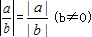 |a/b| = |a|/|b| (b≠0)